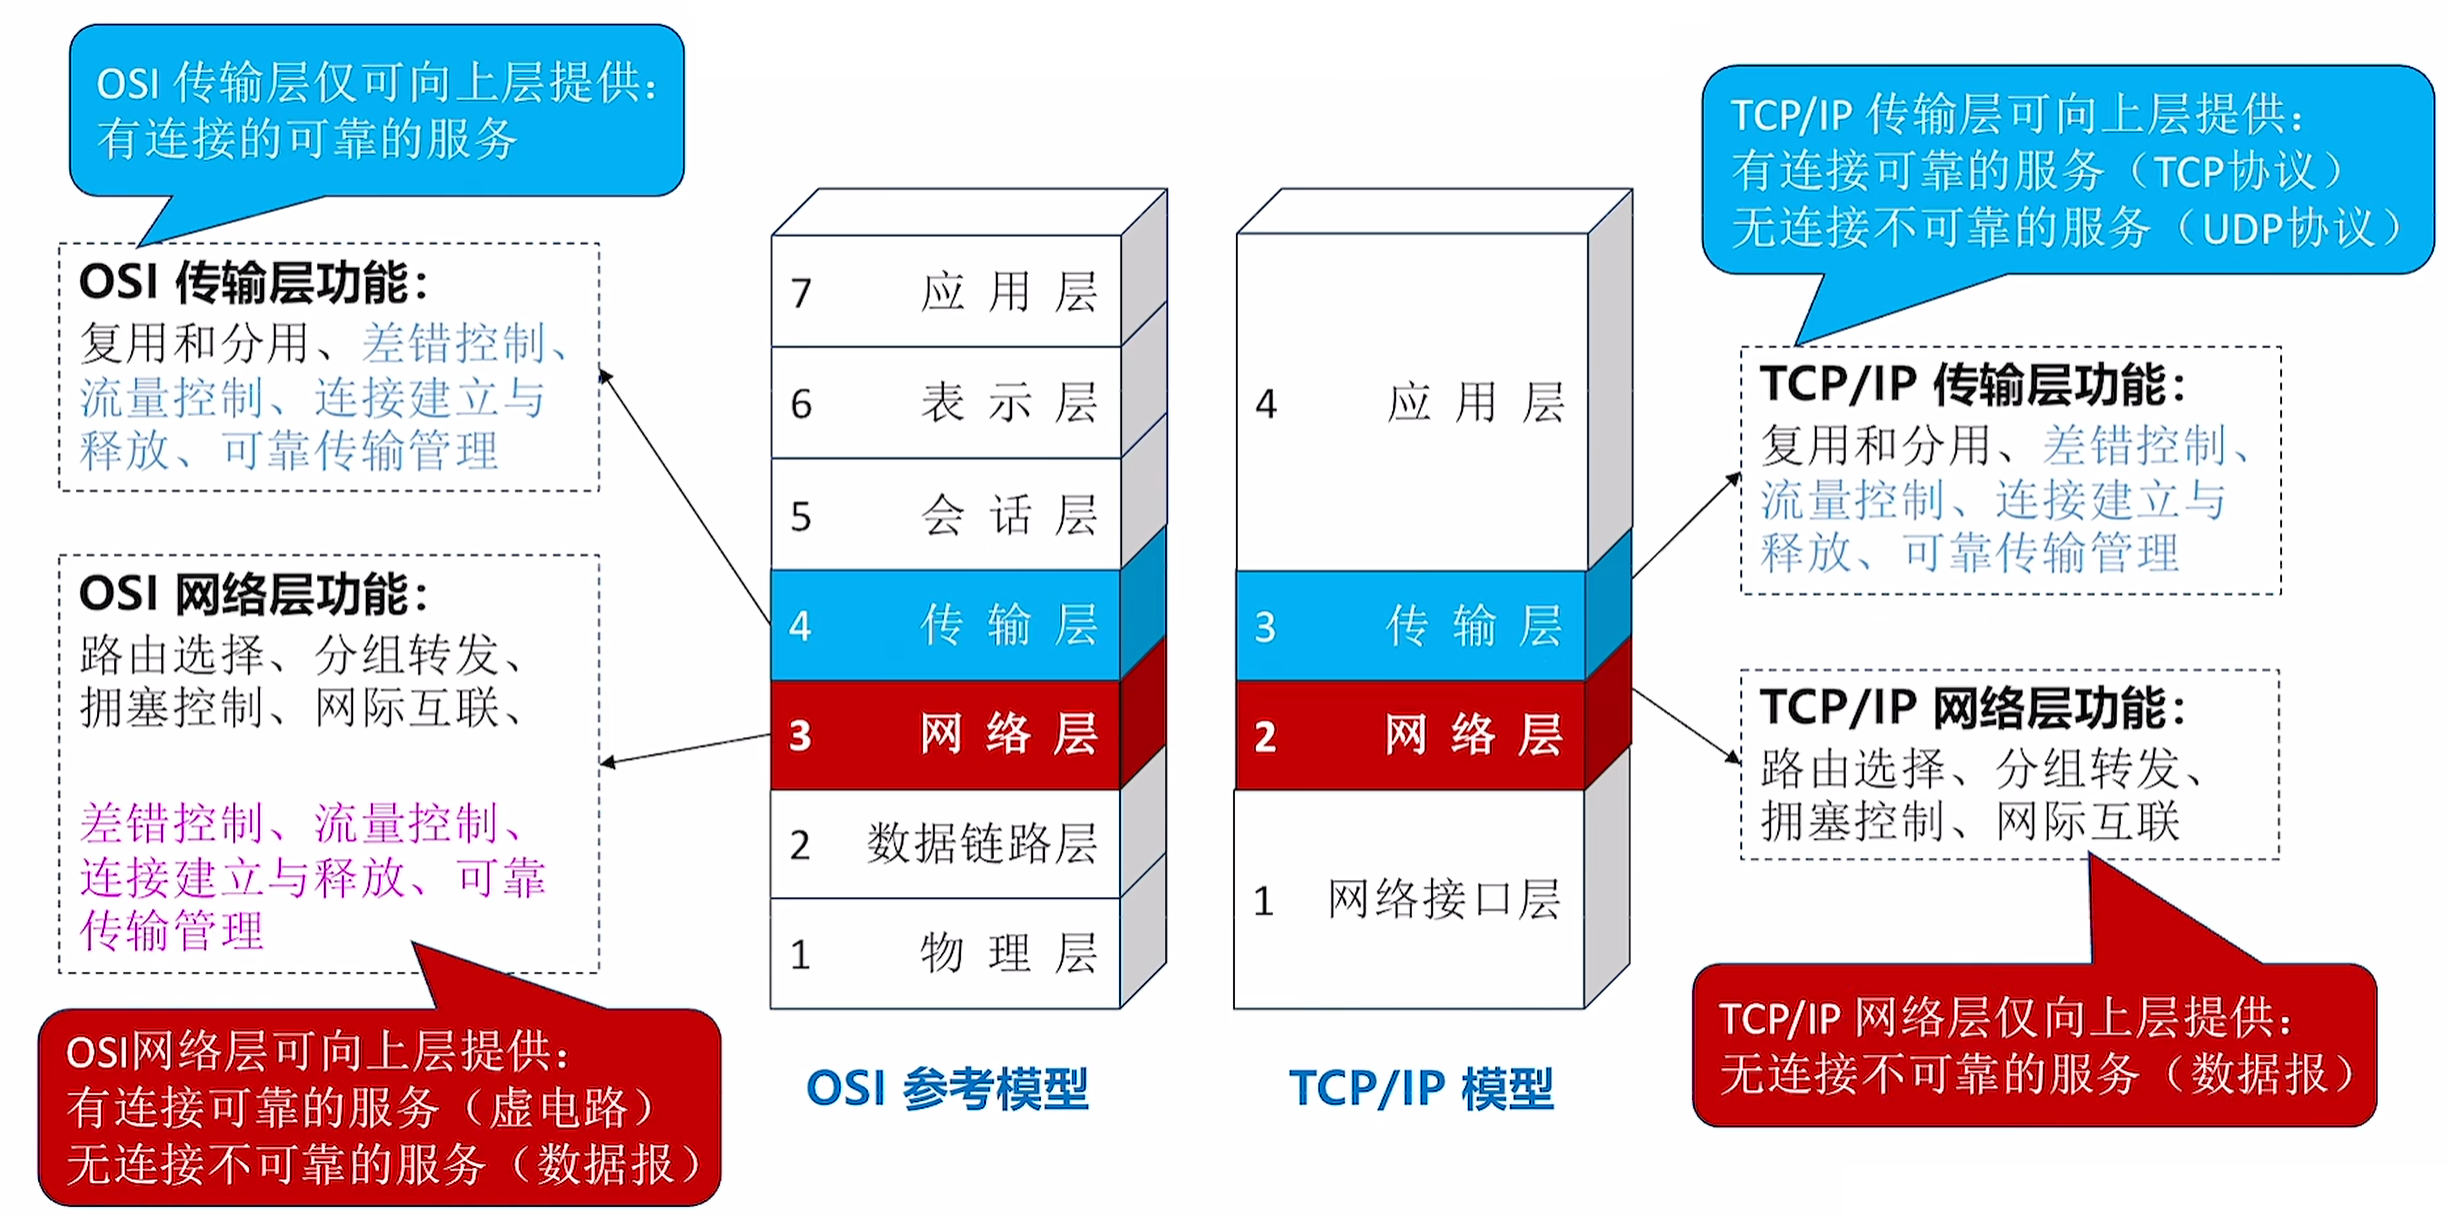 OSI 传输层仅可向上层提供：
有连接的可靠的服务
OSI 传输层功能：
复用和分用、差错控制、
流量控制、连接建立与
释放、可靠传输管理
OSI 网络层功能：
路由选择、分组转发、
拥塞控制、网际互联、
差错控制、流量控制、
连接建立与释放、可靠
传输管理
OSI网络层可向上层提供：
有连接可靠的服务（虚电路）
无连接不可靠的服务（数据报）
7 应用层
6 表示层
5 会话层
4 传输层
3 网络层
2 数据链路层
1 物理层
OSI 参考模型
4 应用层
3 传输层
2 网络层
1 网络接口层
TCP/IP 模型
TCP/IP 传输层可向上层提供：
有连接可靠的服务（TCP协议）
无连接不可靠的服务（UDP协议）
TCP/IP 传输层功能：
复用和分用、差错控制、
流量控制、连接建立与
释放、可靠传输管理
TCP/IP 网络层功能：
路由选择、分组转发、
拥塞控制、网际互联
TCP/IP 网络层仅向上层提供：
无连接不可靠的服务（数据报）